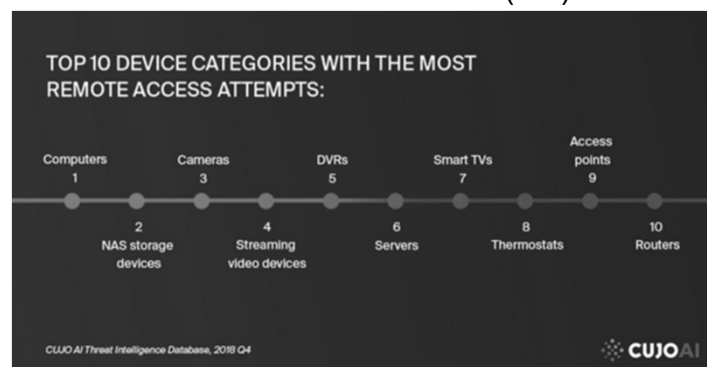 TOP 10 DEVICE CATEGORIES WITH THE MOST
REMOTE ACCESS ATTEMPTS:
Computers
1
2
NAS storage
devices
Cameras
3
4
Streaming
video devices
DVRs
5
6
Servers
Smart TVs
7
8
Thermostats
Access
points
9
10
Routers
CUJO AI Threat Intelligence Database, 2018 Q4
CUJOAI